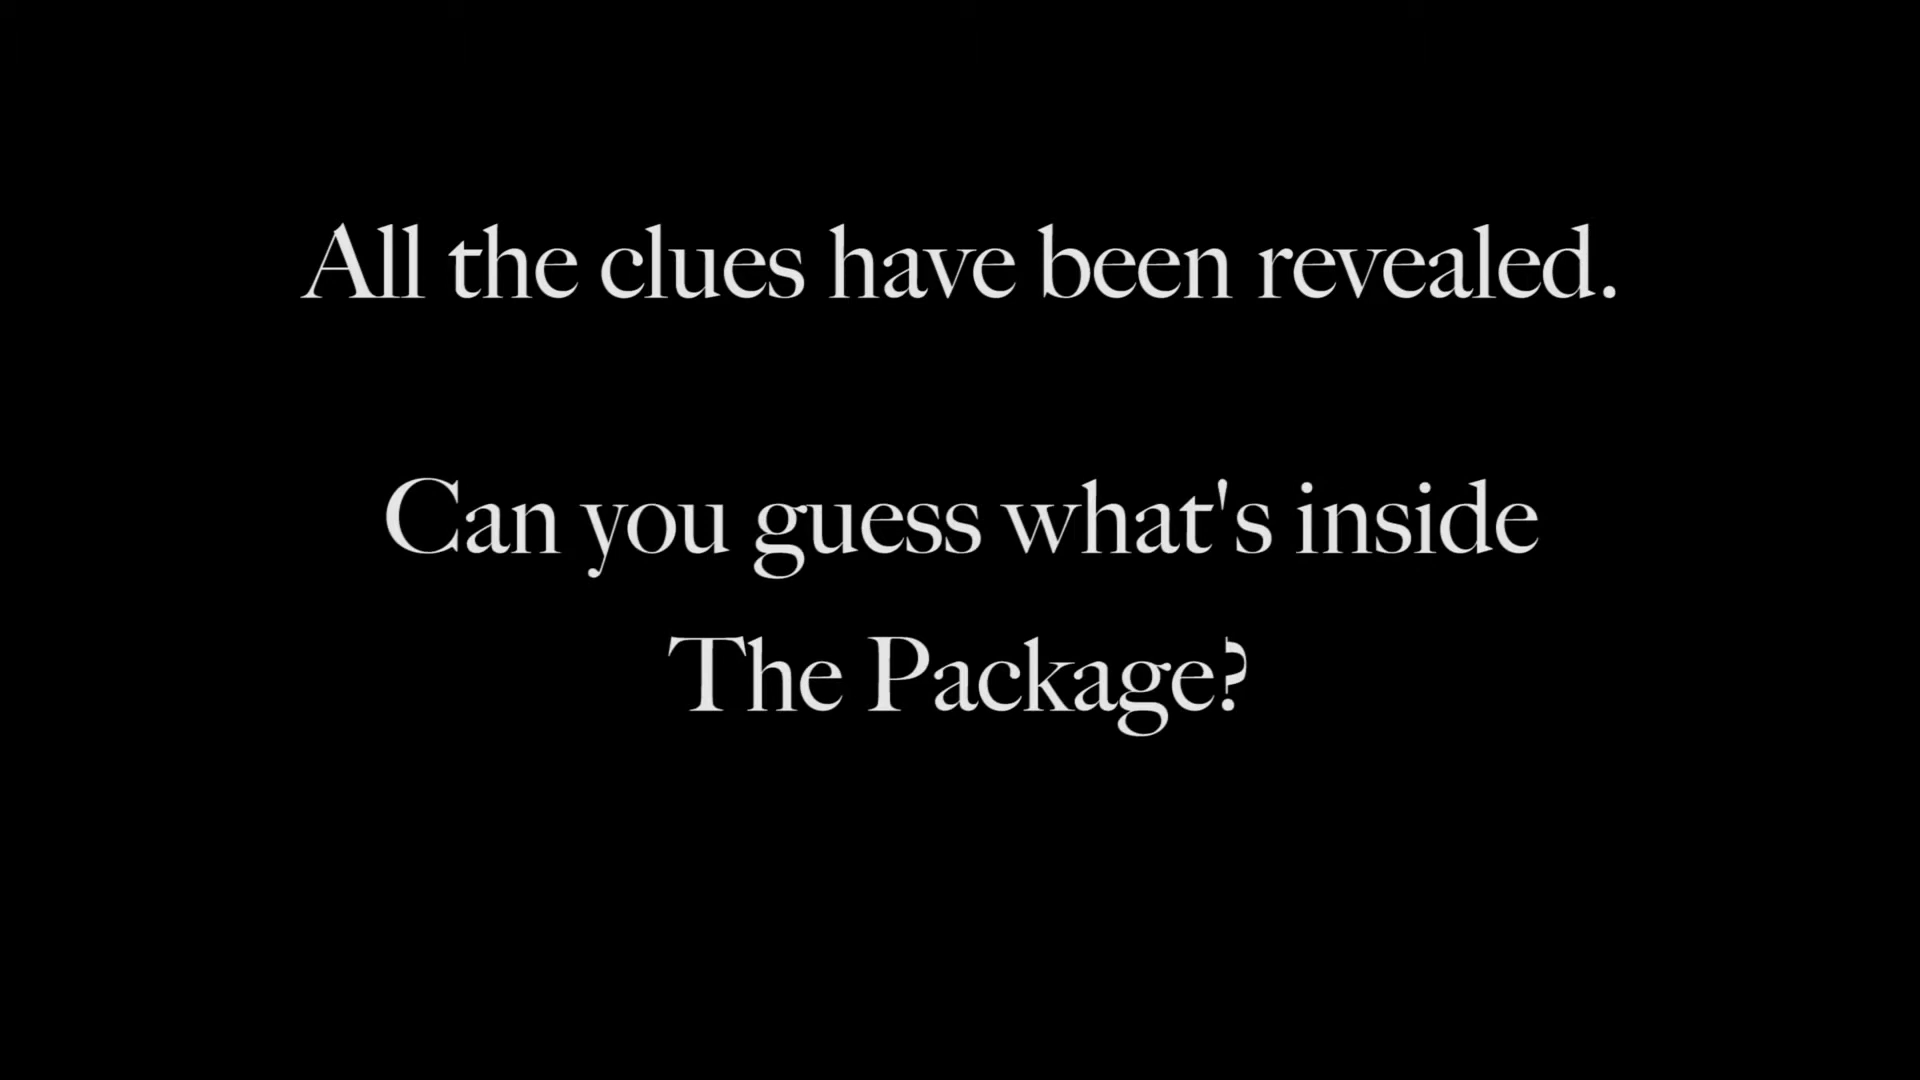 All the clues have been revealed.
Can you guess what's inside
The Package?